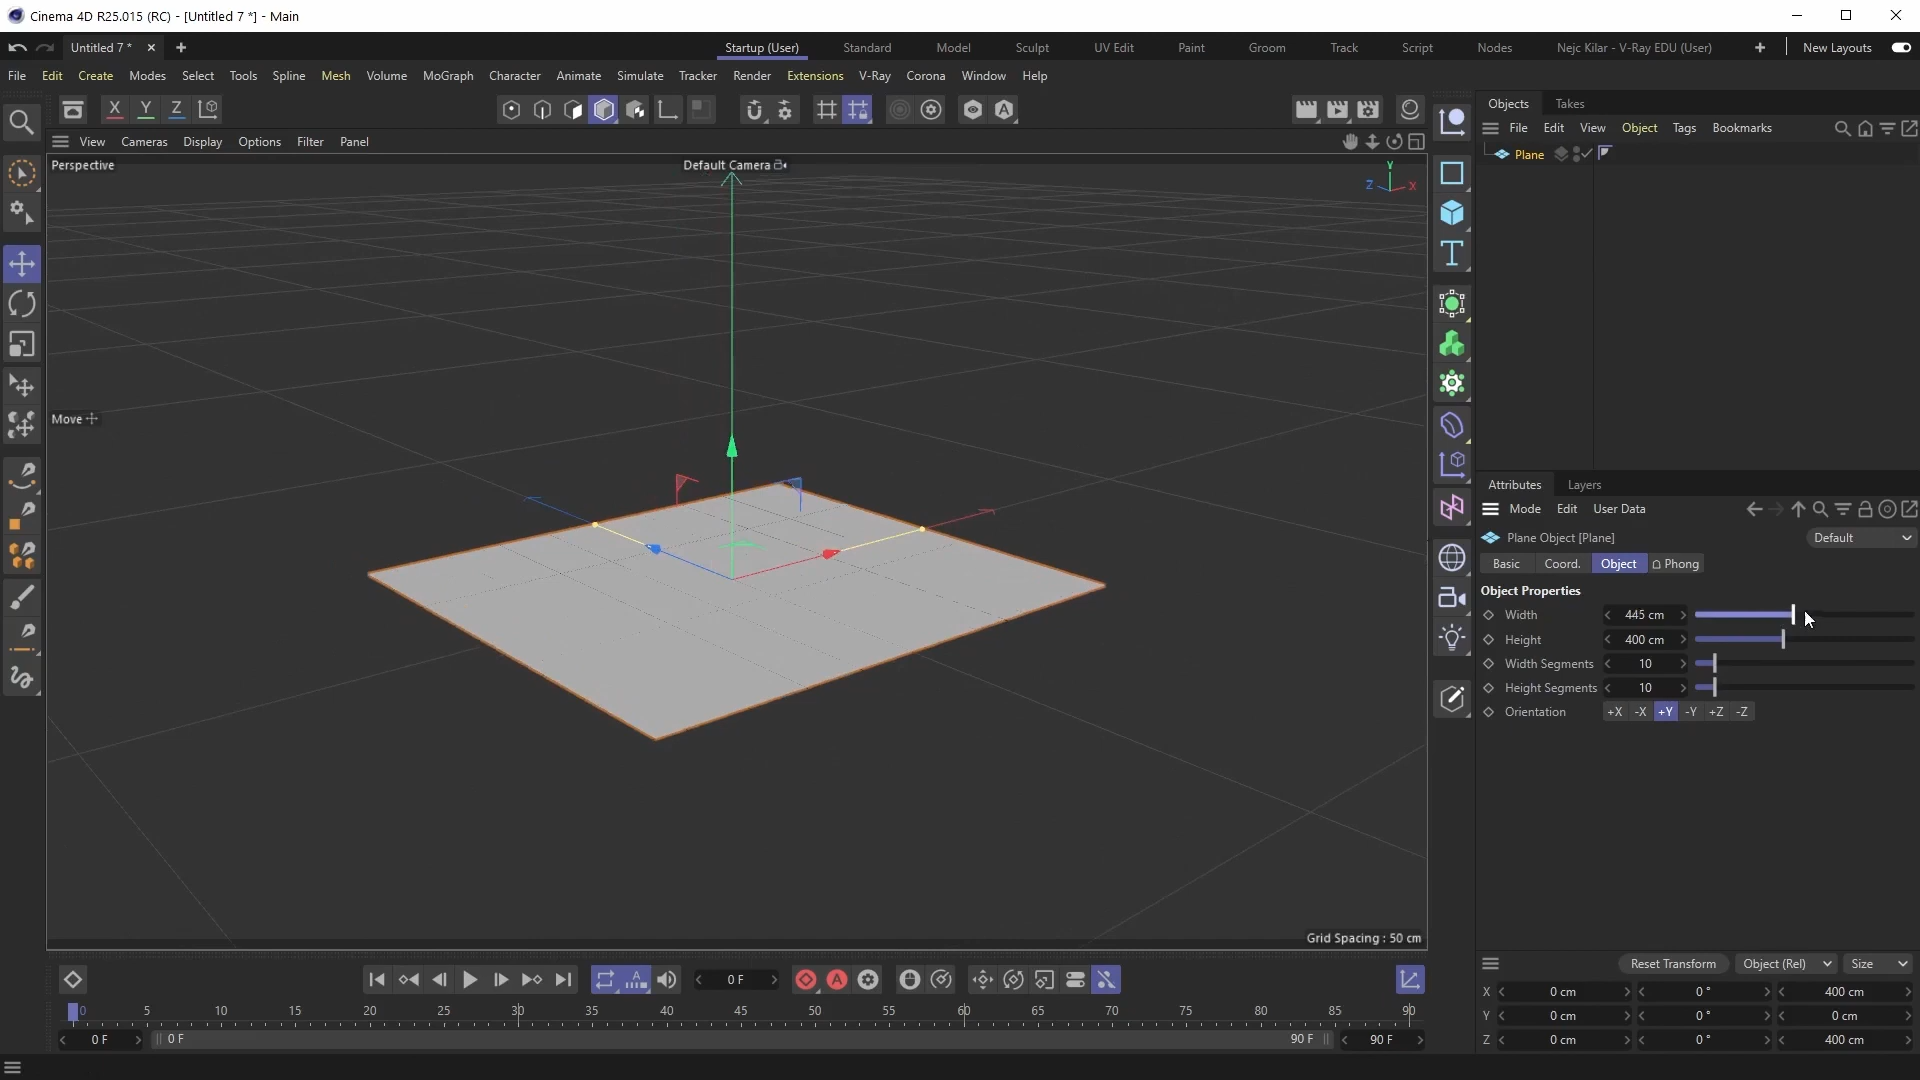 Cinema 4D R25.015 (RC) - [Untitled 7 *] - Main
Untitled 7 *
Startup (User) Standard Model Sculpt UV Edit Paint Groom Track Script Nodes Nejc Kilar - V-Ray EDU (User) New Layouts
File Edit Create Modes Select Tools Spline Mesh Volume MoGraph Character Animate Simulate Tracker Render Extensions V-Ray Corona Window Help
X Y Z
View Cameras Display Options Filter Panel
Perspective
Default Camera
Y
Z X
Move
Grid Spacing : 50 cm
Objects Takes
File Edit View Object Tags Bookmarks
Plane
Attributes Layers
Mode Edit User Data
Plane Object [Plane]
Default
Basic Coord. Object Phong
Object Properties
Width 445 cm
Height 400 cm
Width Segments 10
Height Segments 10
Orientation +X -X +Y -Y +Z -Z
Reset Transform Object (Rel) Size
X 0 cm 0 ° 400 cm
Y 0 cm 0 ° 0 cm
Z 0 cm 0 ° 400 cm
0 F
0 5 10 15 20 25 30 35 40 45 50 55 60 65 70 75 80 85 90
0 F 0 F 90 F 90 F